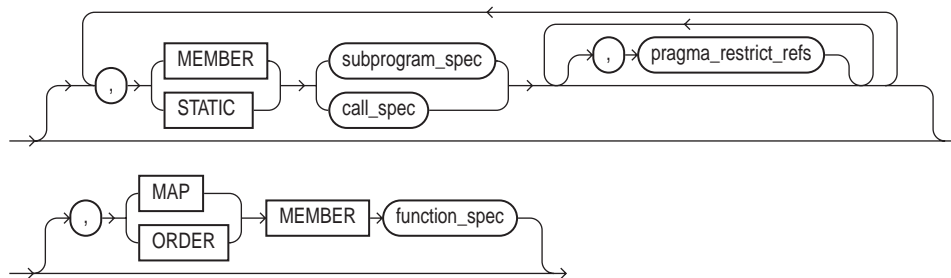 , MEMBER subprogram_spec , pragma_restrict_refs
STATIC call_spec
, MAP MEMBER function_spec
ORDER